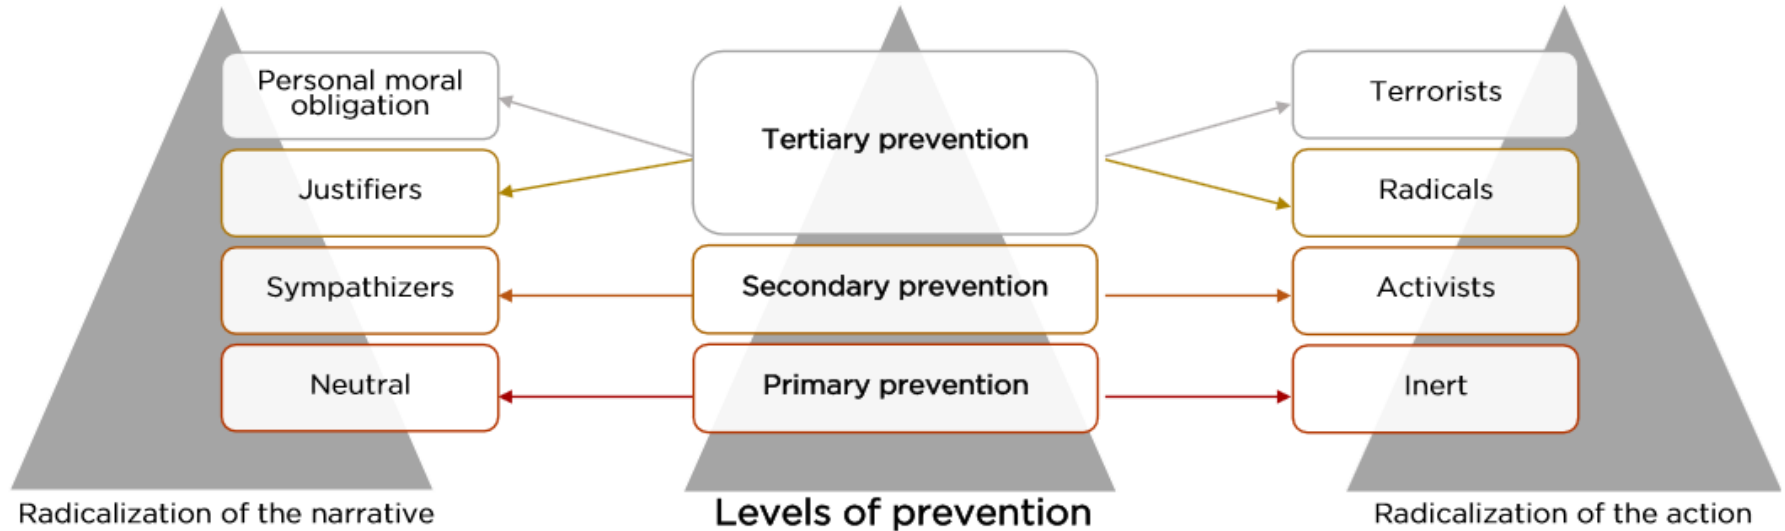 Personal moral
obligation
Justifiers
Sympathizers
Neutral
Radicalization of the narrative
Tertiary prevention
Secondary prevention
Primary prevention
Levels of prevention
Terrorists
Radicals
Activists
Inert
Radicalization of the action